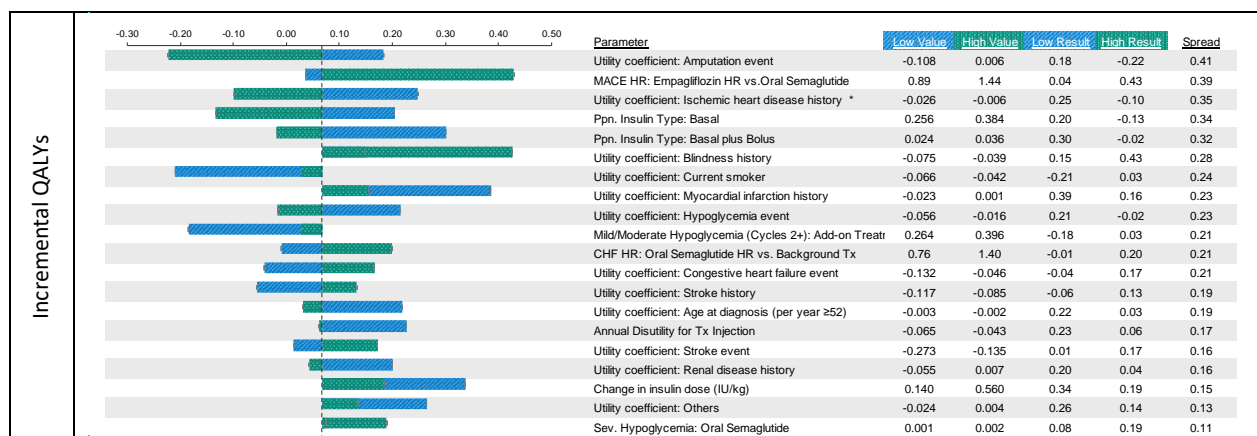 Incremental QALYs
-0.30 -0.20 -0.10 0.00 0.10 0.20 0.30 0.40 0.50
Parameter Low Value High Value Low Result High Result Spread
Utility coefficient: Amputation event -0.108 0.006 0.18 -0.22 0.41
MACE HR: Empagliflozin HR vs.Oral Semaglutide 0.89 1.44 0.04 0.43 0.39
Utility coefficient: Ischemic heart disease history * -0.026 -0.006 0.25 -0.10 0.35
Ppn. Insulin Type: Basal 0.256 0.384 0.20 -0.13 0.34
Ppn. Insulin Type: Basal plus Bolus 0.024 0.036 0.30 -0.02 0.32
Utility coefficient: Blindness history -0.075 -0.039 0.15 0.43 0.28
Utility coefficient: Current smoker -0.066 -0.042 -0.21 0.03 0.24
Utility coefficient: Myocardial infarction history -0.023 0.001 0.39 0.16 0.23
Utility coefficient: Hypoglycemia event -0.056 -0.016 0.21 -0.02 0.23
Mild/Moderate Hypoglycemia (Cycles 2+): Add-on Treatr 0.264 0.396 -0.18 0.03 0.21
CHF HR: Oral Semaglutide HR vs. Background Tx 0.76 1.40 -0.01 0.20 0.21
Utility coefficient: Congestive heart failure event -0.132 -0.046 -0.04 0.17 0.21
Utility coefficient: Stroke history -0.117 -0.085 -0.06 0.13 0.19
Utility coefficient: Age at diagnosis (per year ≥52) -0.003 -0.002 0.22 0.03 0.19
Annual Disutility for Tx Injection -0.065 -0.043 0.23 0.06 0.17
Utility coefficient: Stroke event -0.273 -0.135 0.01 0.17 0.16
Utility coefficient: Renal disease history -0.055 0.007 0.20 0.04 0.16
Change in insulin dose (IU/kg) 0.140 0.560 0.34 0.19 0.15
Utility coefficient: Others -0.024 0.004 0.26 0.14 0.13
Sev. Hypoglycemia: Oral Semaglutide 0.001 0.002 0.08 0.19 0.11